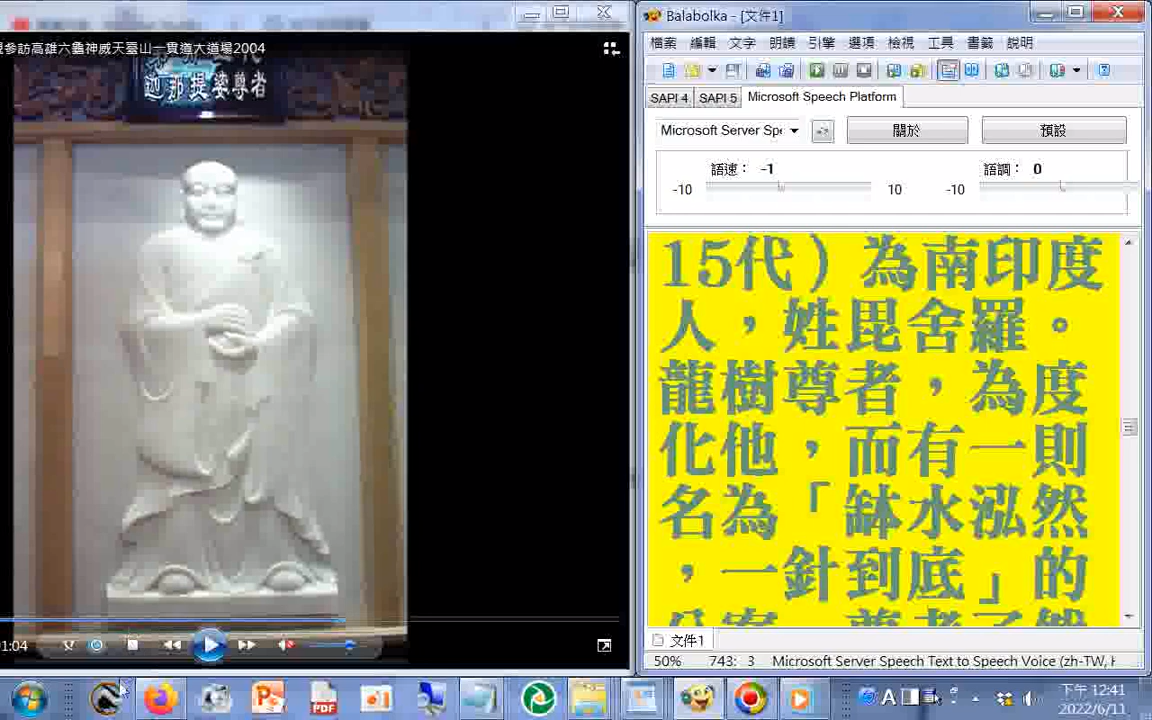 參訪高雄六龜神威天臺山一貫道大道場2004
迦那提婆尊者
1:04
Balabolka - [文件1]
檔案 編輯 文字 朗讀 引擎 選項 檢視 工具 書籤 說明
SAPI 4 SAPI 5 Microsoft Speech Platform
Microsoft Server Spe
關於
預設
語速: -1
語調: 0
-10
10
-10
15代）為南印度
人，姓毘舍羅。
龍樹尊者，為度
化他，而有一則
名為「缽水泓然
，一針到底」的
文件1
50% 743: 3 Microsoft Server Speech Text to Speech Voice (zh-TW,
PDF
A
下午 12:41
2022/6/11